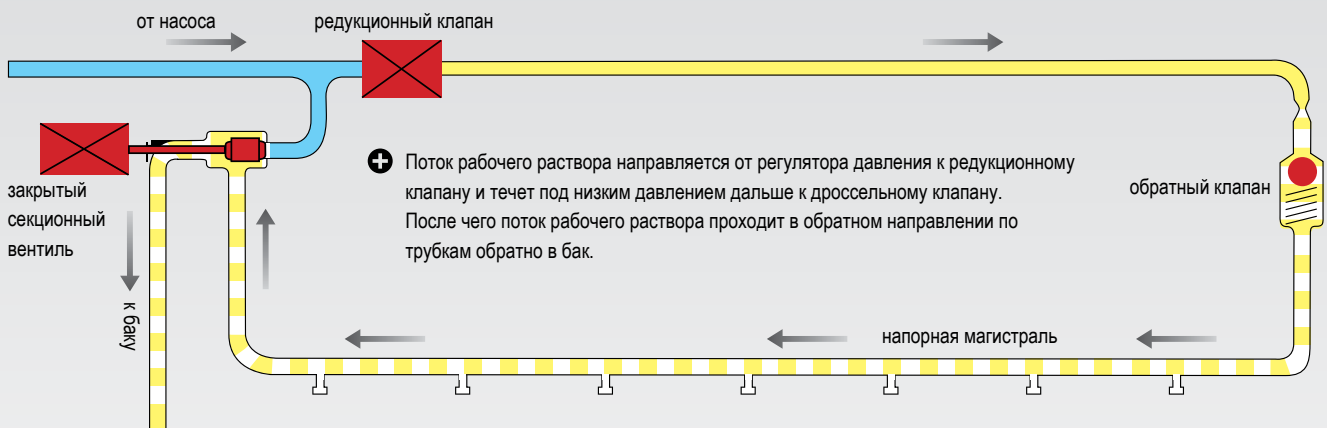 от насоса
редукционный клапан
закрытый
секционный
вентиль
к баку
Поток рабочего раствора направляется от регулятора давления к редукционному
клапану и течет под низким давлением дальше к дроссельному клапану.
После чего поток рабочего раствора проходит в обратном направлении по
трубкам обратно в бак.
обратный клапан
напорная магистраль